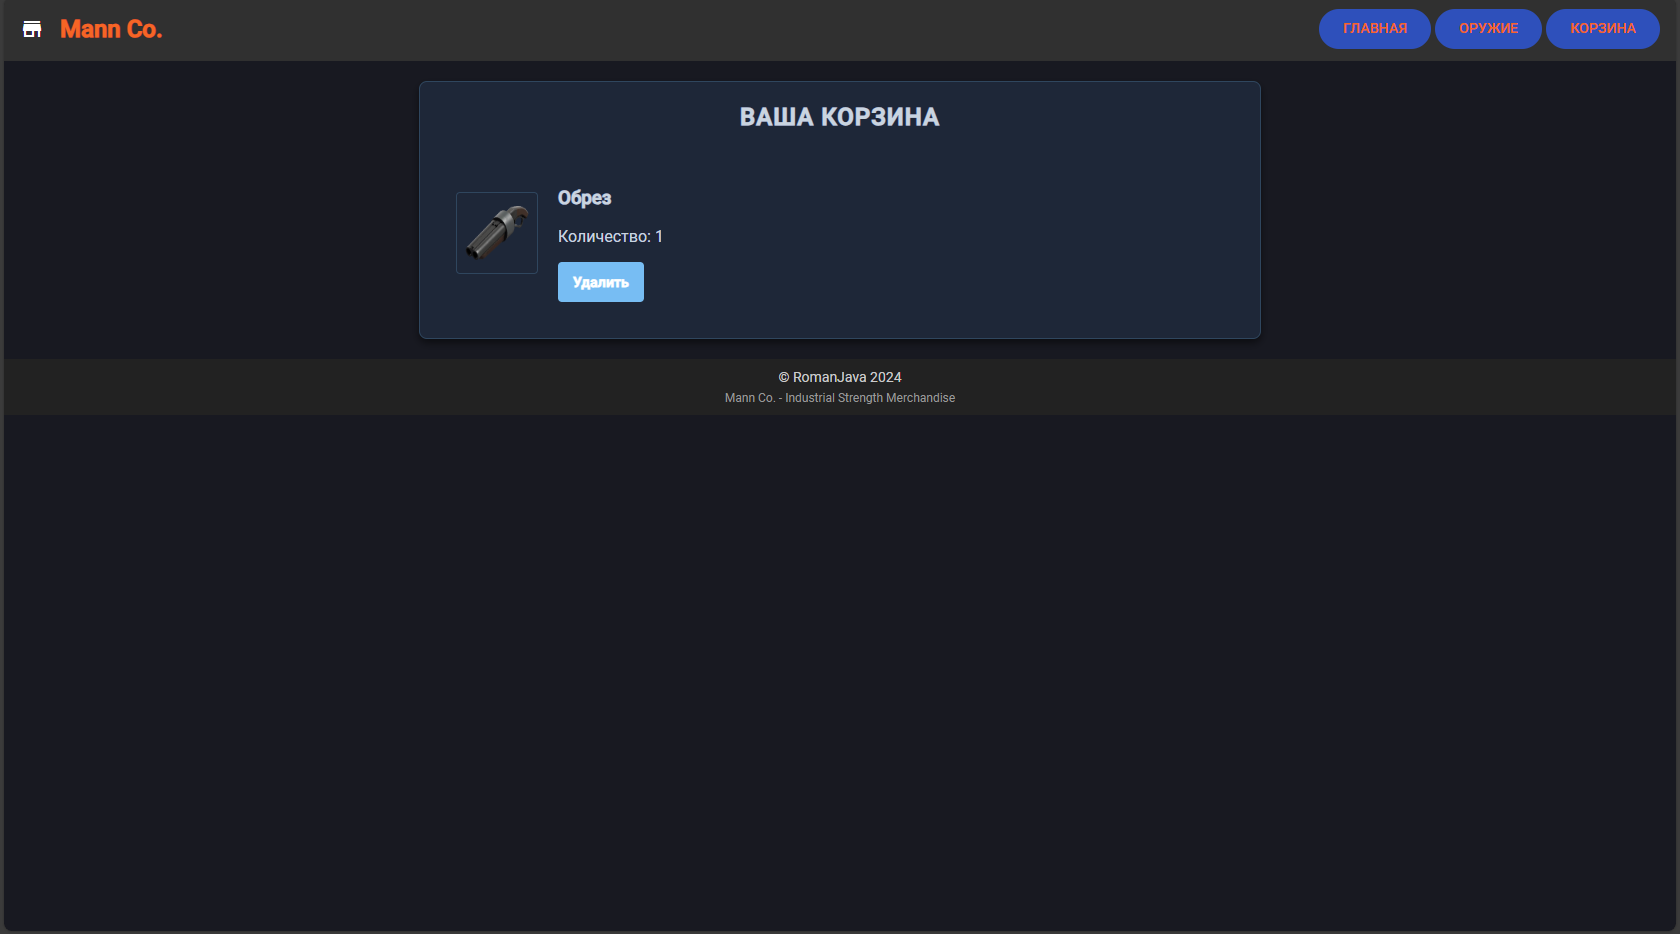 Mann Co.
ГЛАВНАЯ
ОРУЖИЕ
КОРЗИНА
ВАША КОРЗИНА
Обрез
Количество: 1
Удалить
© RomanJava 2024
Mann Co. - Industrial Strength Merchandise